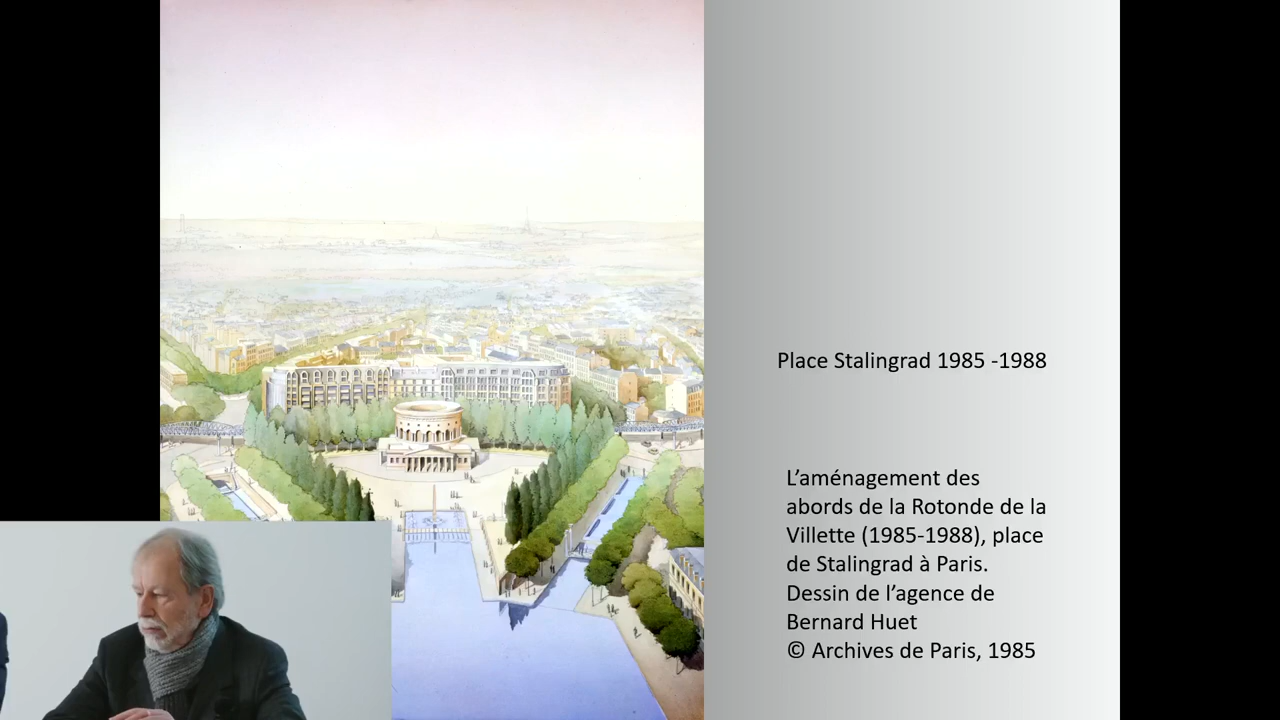 Place Stalingrad 1985 -1988
L’aménagement des
abords de la Rotonde de la
Villette (1985-1988), place
de Stalingrad à Paris.
Dessin de l’agence de
Bernard Huet
© Archives de Paris, 1985